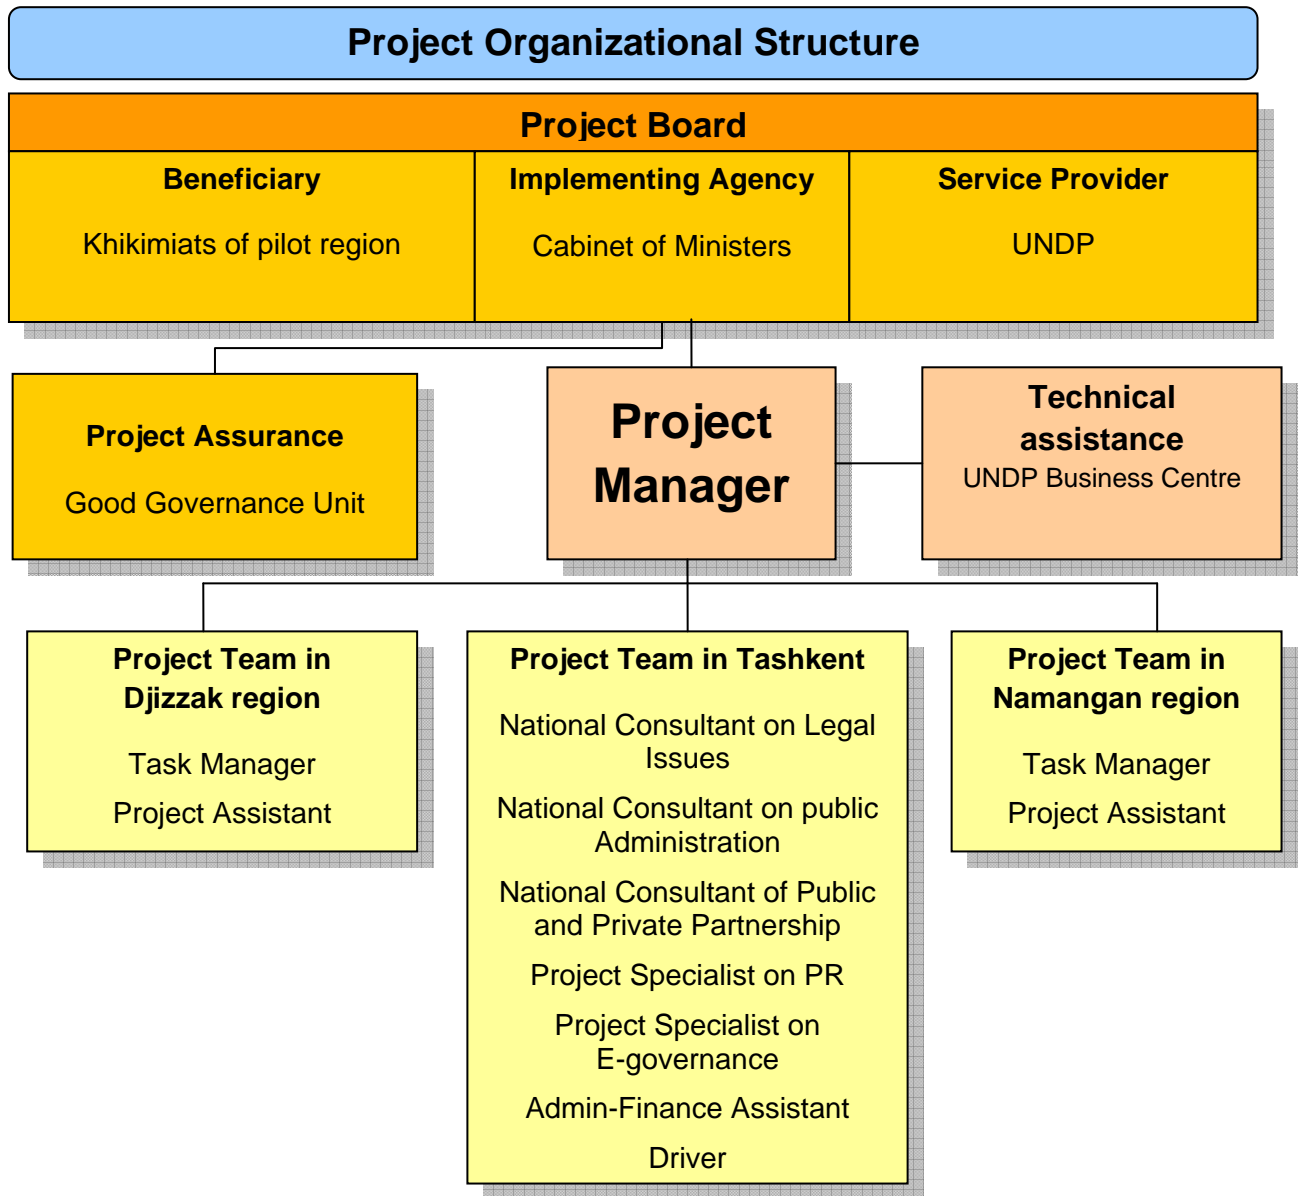 Project Organizational Structure
Project Board
Beneficiary
Khikimiats of pilot region
Implementing Agency
Cabinet of Ministers
Service Provider
UNDP
Project Assurance
Good Governance Unit
Project
Manager
Technical
assistance
UNDP Business Centre
Project Team in
Djizzak region
Task Manager
Project Assistant
Project Team in Tashkent
National Consultant on Legal
Issues
National Consultant on public
Administration
National Consultant of Public
and Private Partnership
Project Specialist on PR
Project Specialist on
E-governance
Admin-Finance Assistant
Driver
Project Team in
Namangan region
Task Manager
Project Assistant